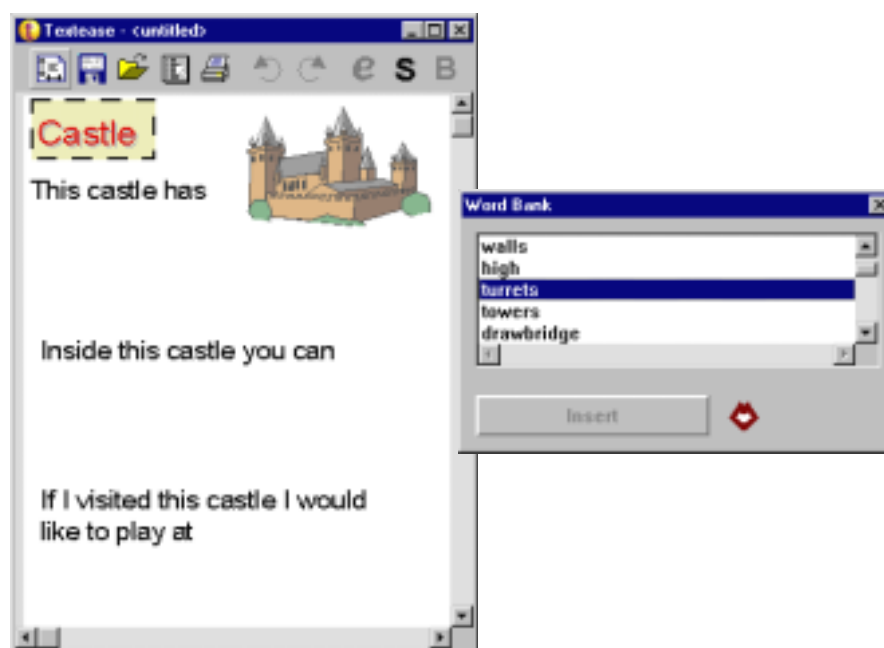 Textease - <untitled>
e S B
Castle
This castle has
Inside this castle you can
If I visited this castle I would
like to play at
Word Bank
walls
high
turrets
towers
drawbridge
Insert